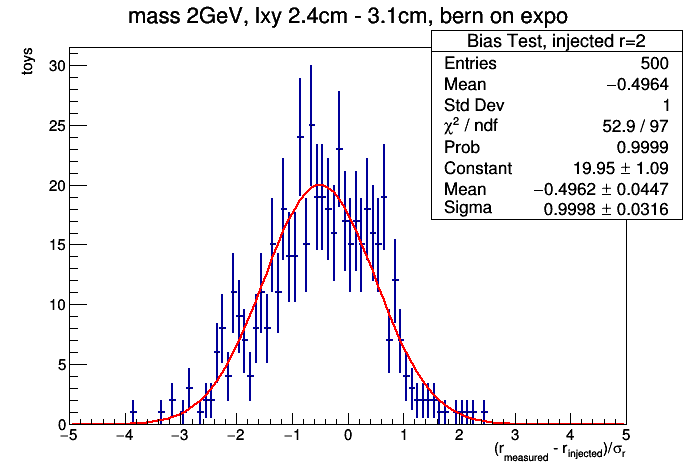 mass 2GeV, lxy 2.4cm - 3.1cm, bern on expo
Bias Test, injected r=2
Entries 500
Mean −0.4964
Std Dev 1
χ² / ndf 52.9 / 97
Prob 0.9999
Constant 19.95 ± 1.09
Mean −0.4962 ± 0.0447
Sigma 0.9998 ± 0.0316
toys
30
25
20
15
10
5
0
−5 −4 −3 −2 −1 0 1 2 3 4 5
(r_measured - r_injected)/σ_r